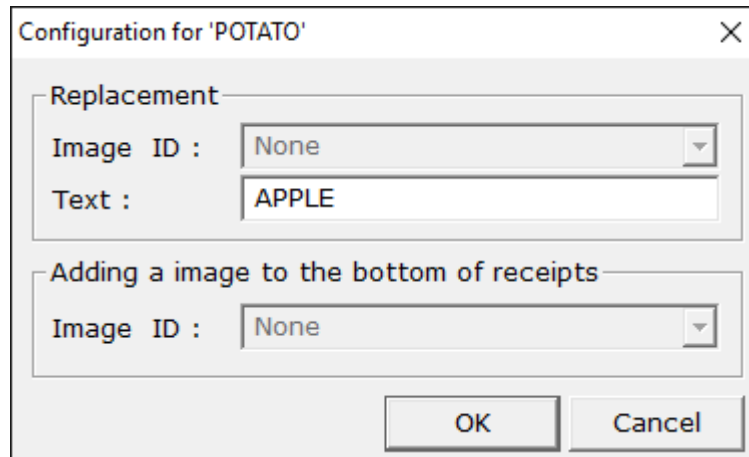 Configuration for 'POTATO'
Replacement
Image ID : None
Text : APPLE
Adding a image to the bottom of receipts
Image ID : None
OK Cancel